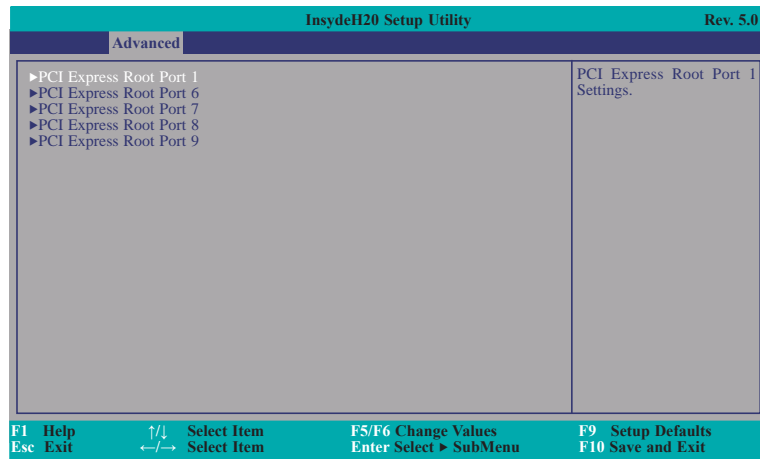 InsydeH20 Setup Utility Rev. 5.0
Advanced
►PCI Express Root Port 1
►PCI Express Root Port 6
►PCI Express Root Port 7
►PCI Express Root Port 8
►PCI Express Root Port 9
PCI Express Root Port 1
Settings.
F1 Help ↑/↓ Select Item F5/F6 Change Values F9 Setup Defaults
Esc Exit ←/→ Select Item Enter Select ► SubMenu F10 Save and Exit